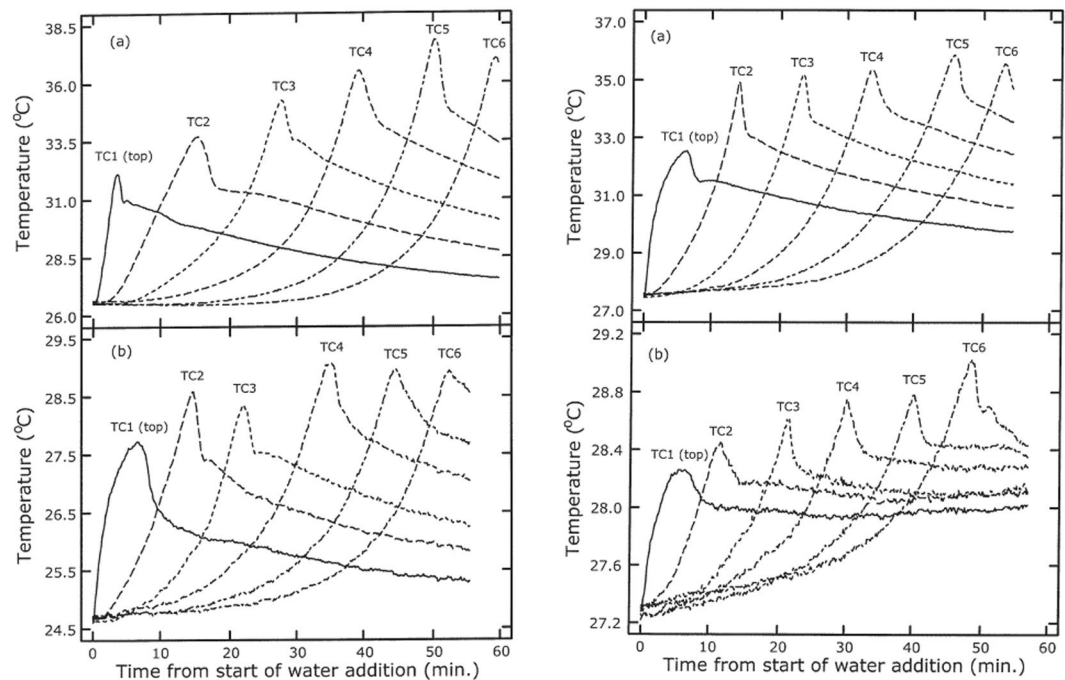 (a)
38.5
36.0
33.5
31.0
28.5
26.0
Temperature (°C)
TC1 (top)
TC2
TC3
TC4
TC5
TC6
(b)
29.5
28.5
27.5
26.5
25.5
24.5
Temperature (°C)
TC1 (top)
TC2
TC3
TC4
TC5
TC6
0 10 20 30 40 50 60
Time from start of water addition (min.)
(a)
37.0
35.0
33.0
31.0
29.0
27.0
Temperature (°C)
TC1 (top)
TC2
TC3
TC4
TC5
TC6
(b)
29.2
28.8
28.4
28.0
27.6
27.2
Temperature (°C)
TC1 (top)
TC2
TC3
TC4
TC5
TC6
0 10 20 30 40 50 60
Time from start of water addition (min.)